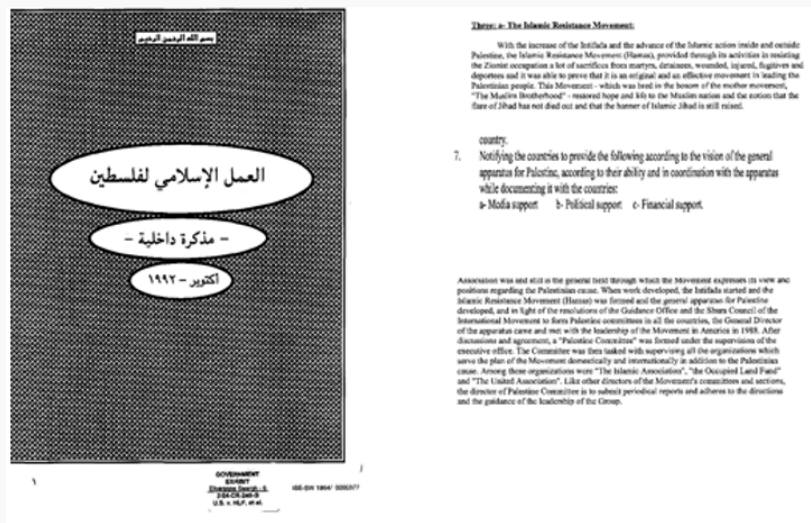 بسم الله الرحمن الرحيم
العمل الإسلامي لفلسطين
- مذكرة داخلية -
أكتوبر - ١٩٩٢
١
GOVERNMENT
EXHIBIT
Elbarasse Search - 5
3:04-CR-240-G
U.S. v. HLF, et al.
Three: a- The Islamic Resistance Movement:
With the increase of the Intifada and the advance of the Islamic action inside and outside
Palestine, the Islamic Resistance Movement (Hamas), provided through its activities in resisting
the Zionist occupation a lot of sacrifices from martyrs, detainees, wounded, injured, fugitives and
deportees and it was able to prove that it is an original and an effective movement in leading the
Palestinian people. This Movement - which was bred in the bosom of the mother movement,
"The Muslim Brotherhood" - restored hope and life to the Muslim nation and the notion that the
flare of Jihad has not died out and that the banner of Islamic Jihad is still raised.
country.
7. Notifying the countries to provide the following according to the vision of the general
apparatus for Palestine, according to their ability and in coordination with the apparatus
while documenting it with the countries:
a- Media support b- Political support c- Financial support.
Association was and still is the general field through which the Movement expresses its view and
positions regarding the Palestinian cause. When work developed, the Intifada started and the
Islamic Resistance Movement (Hamas) was formed and the general apparatus for Palestine
developed, and in light of the resolutions of the Guidance Office and the Shura Council of the
International Movement to form Palestine committees in all the countries, the General Director
of the apparatus came and met with the leadership of the Movement in America in 1988. After
discussions and agreement, a "Palestine Committee" was formed under the supervision of the
executive office. The Committee was then tasked with supervising all the organizations which
serve the plan of the Movement domestically and internationally in addition to the Palestinian
cause. Among these organizations were "The Islamic Association", "the Occupied Land Fund"
and "The United Association". Like other directors of the Movement's committees and sections,
the director of Palestine Committee is to submit periodical reports and adheres to the directions
and the guidance of the leadership of the Group.